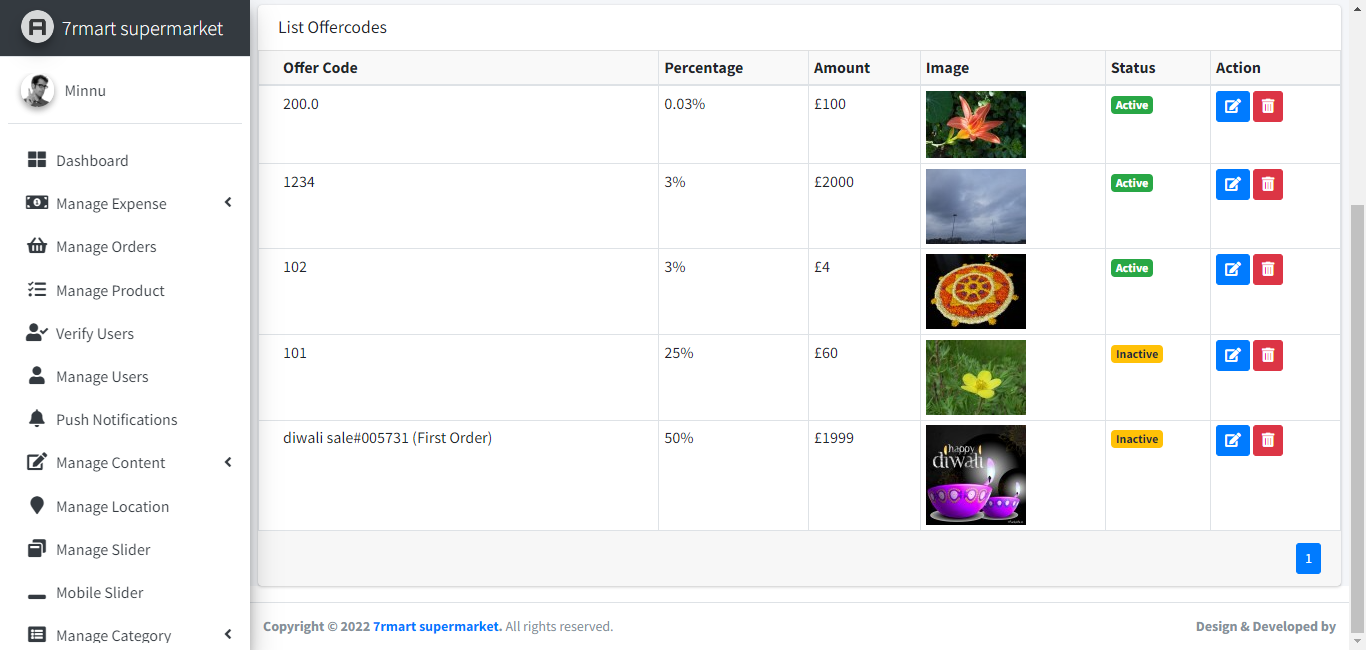 7rmart supermarket
Minnu
Dashboard
Manage Expense
Manage Orders
Manage Product
Verify Users
Manage Users
Push Notifications
Manage Content
Manage Location
Manage Slider
Mobile Slider
Manage Category
List Offercodes
Offer Code Percentage Amount Image Status Action
200.0 0.03% £100 Active
1234 3% £2000 Active
102 3% £4 Active
101 25% £60 Inactive
diwali sale#005731 (First Order) 50% £1999 Inactive
happy
diwali
1
Copyright © 2022 7rmart supermarket. All rights reserved.
Design & Developed by